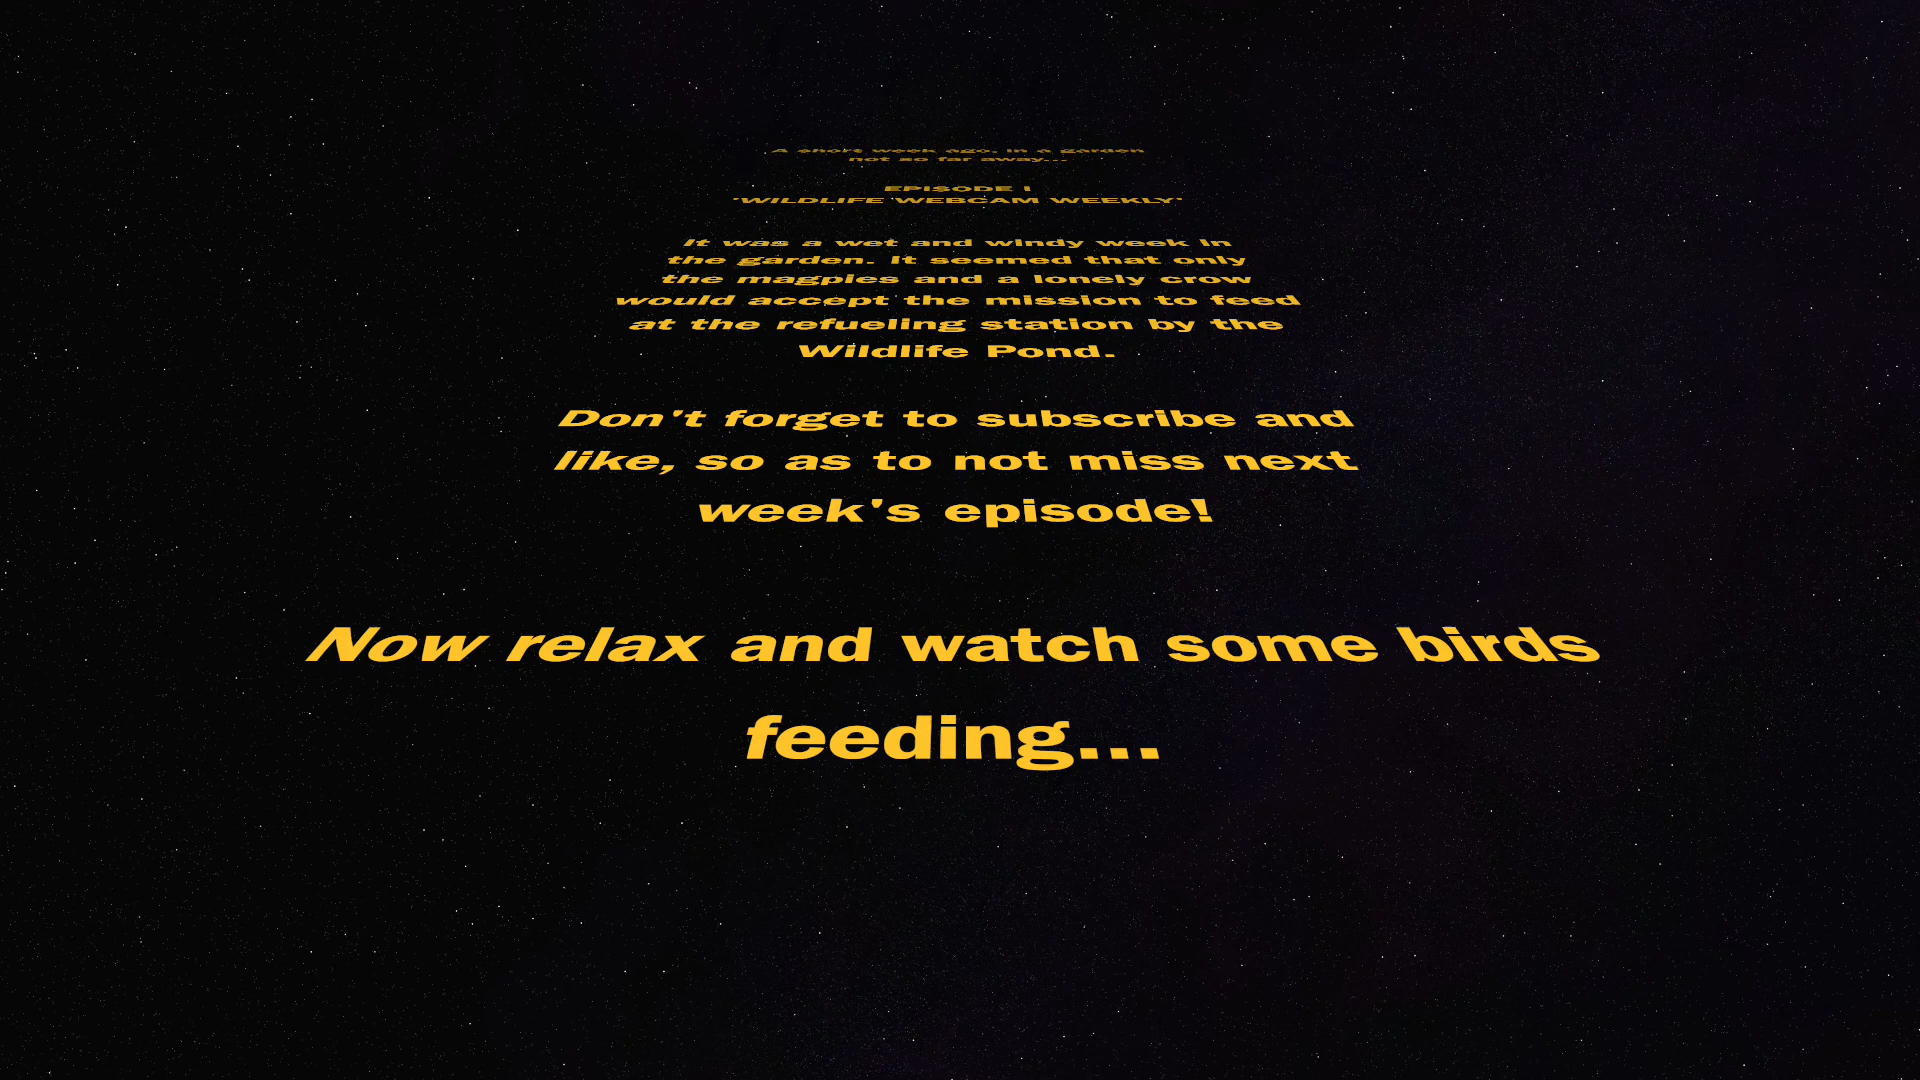 A short week ago, in a garden
not so far away...
EPISODE I
'WILDLIFE WEBCAM WEEKLY'
It was a wet and windy week in
the garden. It seemed that only
the magpies and a lonely crow
would accept the mission to feed
at the refueling station by the
Wildlife Pond.
Don't forget to subscribe and
like, so as to not miss next
week's episode!
Now relax and watch some birds
feeding...